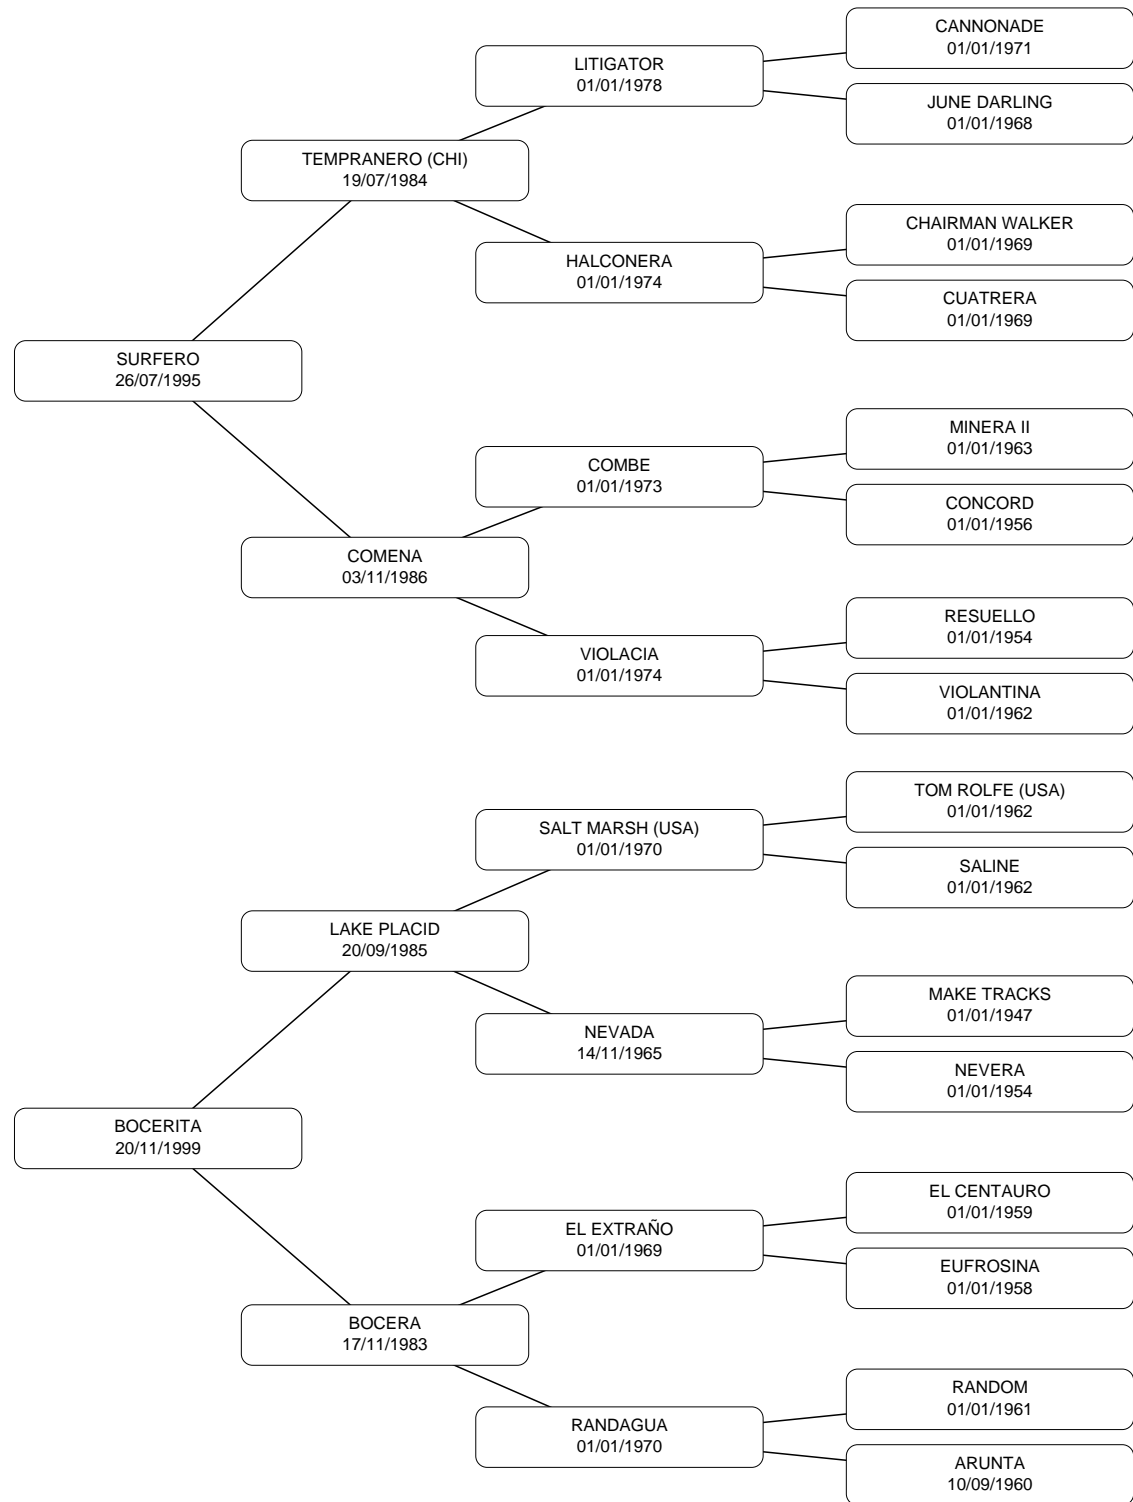 CANNONADE
01/01/1971
LITIGATOR
01/01/1978
JUNE DARLING
01/01/1968
TEMPRANERO (CHI)
19/07/1984
CHAIRMAN WALKER
01/01/1969
HALCONERA
01/01/1974
CUATRERA
01/01/1969
SURFERO
26/07/1995
MINERA II
01/01/1963
COMBE
01/01/1973
CONCORD
01/01/1956
COMENA
03/11/1986
RESUELLO
01/01/1954
VIOLACIA
01/01/1974
VIOLANTINA
01/01/1962
TOM ROLFE (USA)
01/01/1962
SALT MARSH (USA)
01/01/1970
SALINE
01/01/1962
LAKE PLACID
20/09/1985
MAKE TRACKS
01/01/1947
NEVADA
14/11/1965
NEVERA
01/01/1954
BOCERITA
20/11/1999
EL CENTAURO
01/01/1959
EL EXTRAÑO
01/01/1969
EUFROSINA
01/01/1958
BOCERA
17/11/1983
RANDOM
01/01/1961
RANDAGUA
01/01/1970
ARUNTA
10/09/1960